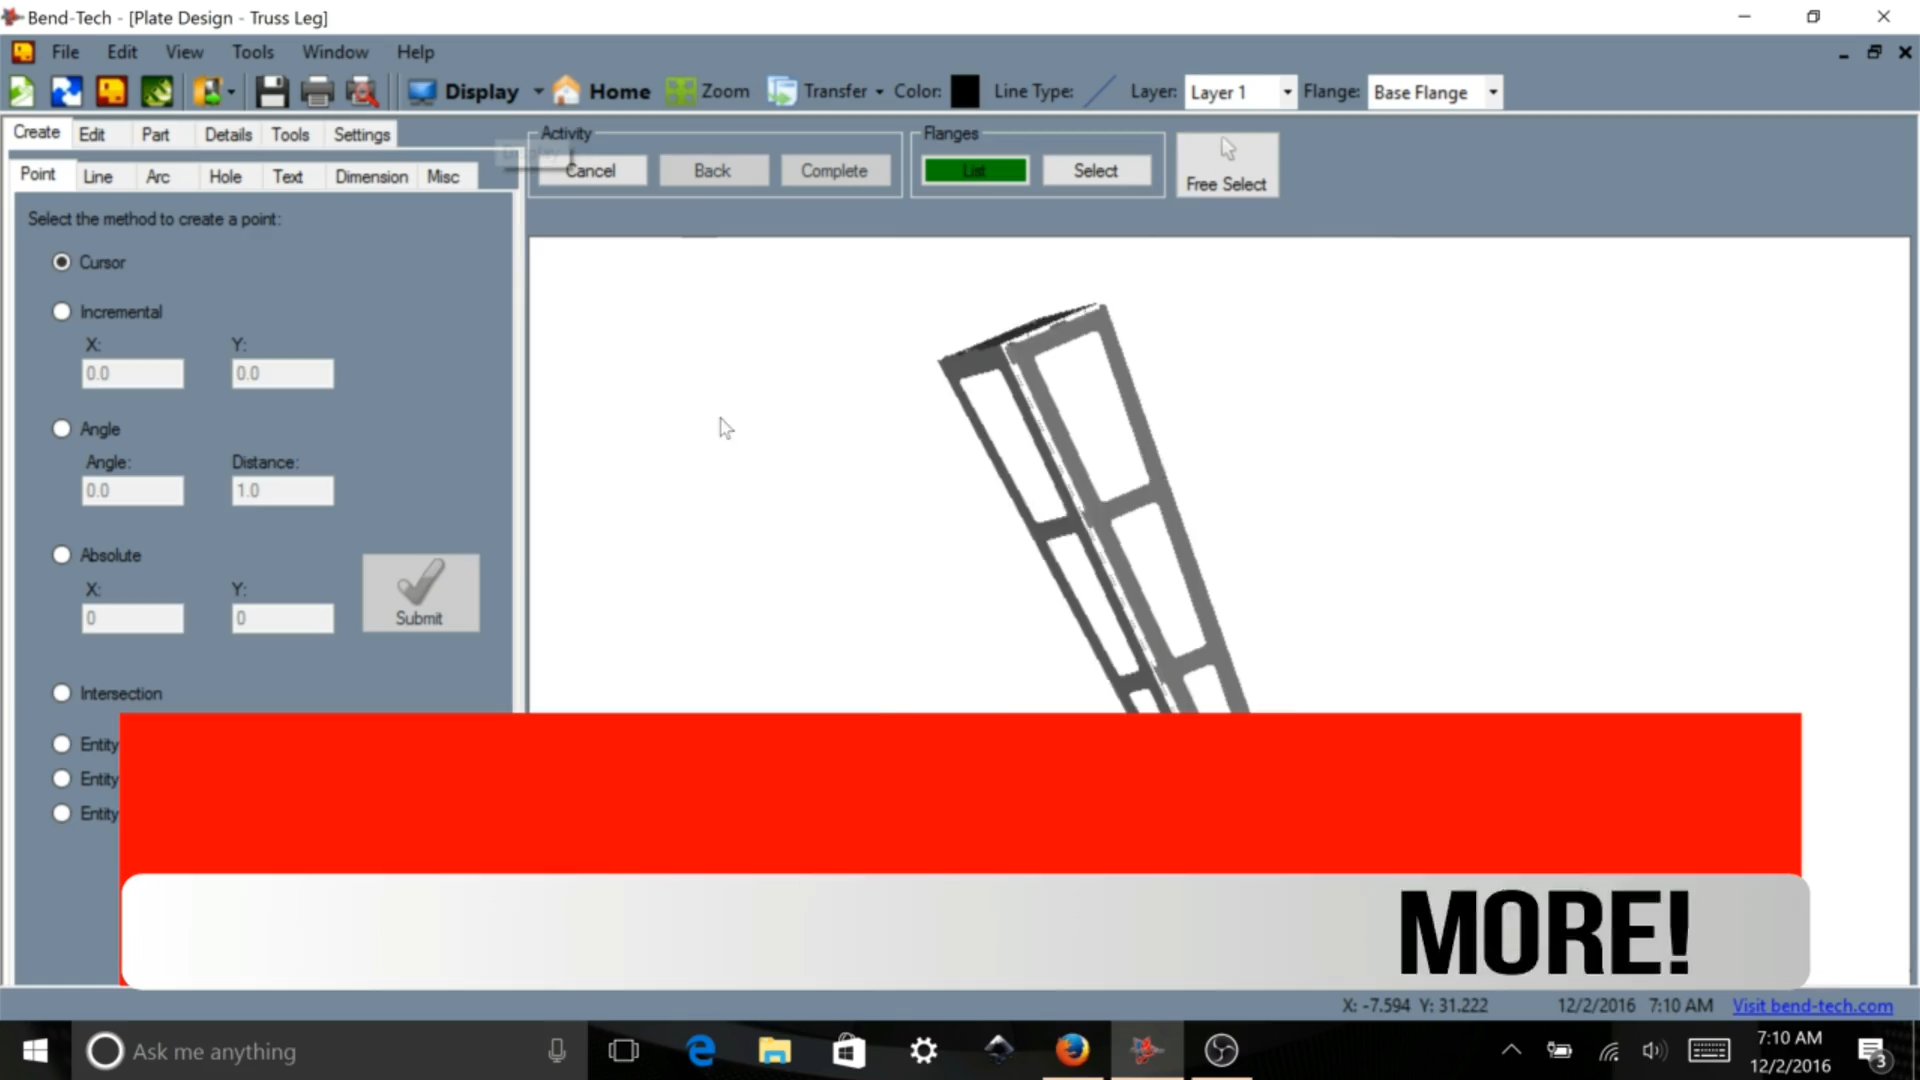 Bend-Tech - [Plate Design - Truss Leg]
File Edit View Tools Window Help
Display Home Zoom Transfer Color: Line Type: Layer: Layer 1 Flange: Base Flange
Create Edit Part Details Tools Settings
Activity
Flanges
Point Line Arc Hole Text Dimension Misc
Cancel Back Complete
List Select
Free Select
Select the method to create a point:
Cursor
Incremental
X: Y:
0.0 0.0
Angle
Angle: Distance:
0.0 1.0
Absolute
X: Y:
0 0
Submit
Intersection
Entity
Entity
Entity
MORE!
X: -7.594 Y: 31.222 12/2/2016 7:10 AM Visit bend-tech.com
Ask me anything
7:10 AM
12/2/2016
3